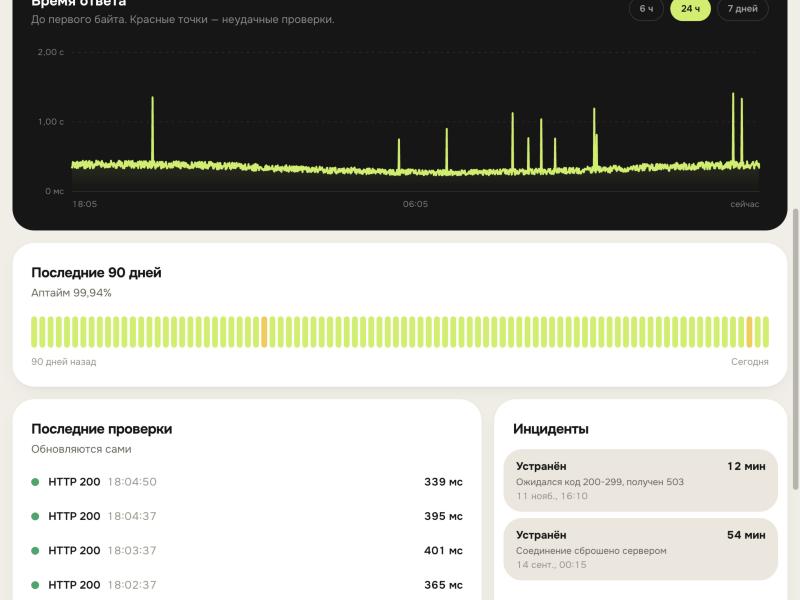 Время ответа
До первого байта. Красные точки — неудачные проверки.
6 ч
24 ч
7 дней
2,00 с
1,00 с
0 мс
18:05
06:05
сейчас
Последние 90 дней
Аптайм 99,94%
90 дней назад
Сегодня
Последние проверки
Обновляются сами
HTTP 200 18:04:50 339 мс
HTTP 200 18:04:37 395 мс
HTTP 200 18:03:37 401 мс
HTTP 200 18:02:37 365 мс
Инциденты
Устранён 12 мин
Ожидался код 200-299, получен 503
11 нояб., 16:10
Устранён 54 мин
Соединение сброшено сервером
14 сент., 00:15